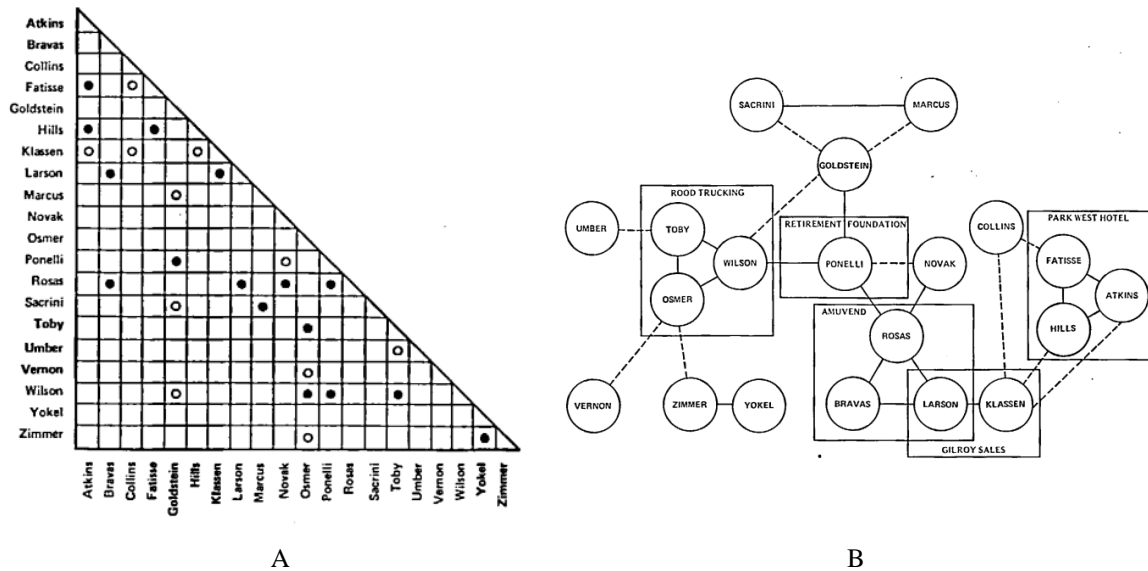 Atkins
Bravas
Collins
Fatisse
Goldstein
Hills
Klassen
Larson
Marcus
Novak
Osmer
Ponelli
Rosas
Sacrini
Toby
Umber
Vernon
Wilson
Yokel
Zimmer
Atkins
Bravas
Collins
Fatisse
Goldstein
Hills
Klassen
Larson
Marcus
Novak
Osmer
Ponelli
Rosas
Sacrini
Toby
Umber
Vernon
Wilson
Yokel
Zimmer
A
SACRINI
MARCUS
GOLDSTEIN
ROOD TRUCKING
UMBER
TOBY
WILSON
OSMER
RETIREMENT FOUNDATION
PONELLI
NOVAK
COLLINS
PARK WEST HOTEL
FATISSE
ATKINS
HILLS
AMUVEND
ROSAS
VERNON
ZIMMER
YOKEL
BRAVAS
LARSON
KLASSEN
GILROY SALES
B